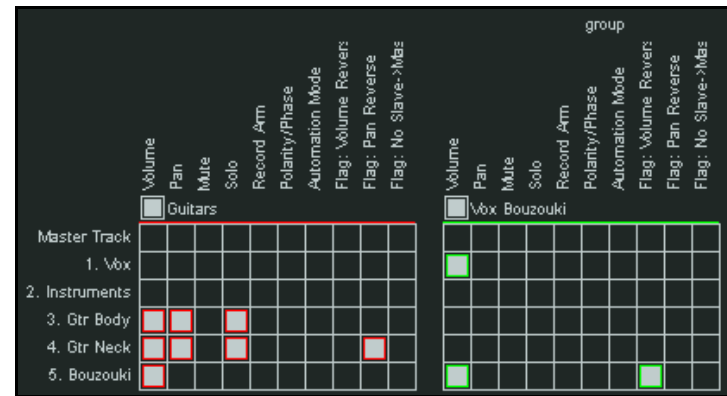 group
Volume
Pan
Mute
Solo
Record Arm
Polarity/Phase
Automation Mode
Flag: Volume Revers
Flag: Pan Reverse
Flag: No Slave->Mas
Volume
Pan
Mute
Solo
Record Arm
Polarity/Phase
Automation Mode
Flag: Volume Revers
Flag: Pan Reverse
Flag: No Slave->Mas
Guitars
Vox Bouzouki
Master Track
1. Vox
2. Instruments
3. Gtr Body
4. Gtr Neck
5. Bouzouki